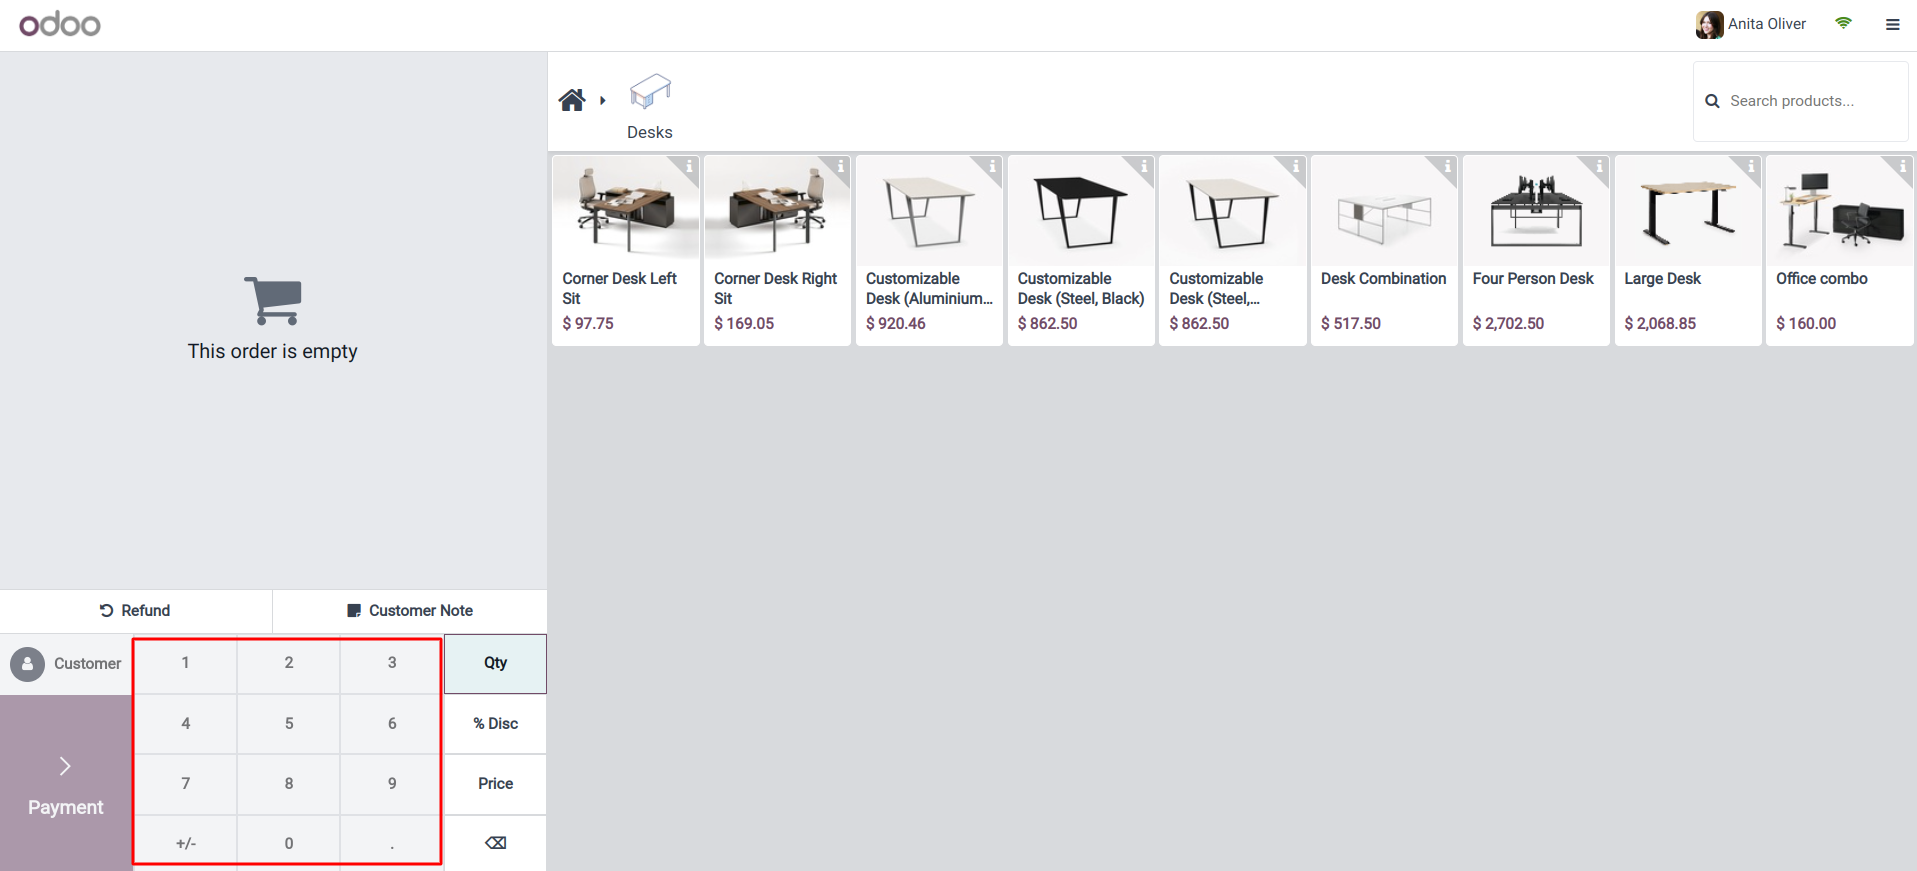 odoo
Anita Oliver
Desks
Search products...
Corner Desk Left
Sit
$ 97.75
Corner Desk Right
Sit
$ 169.05
Customizable
Desk (Aluminium...
$ 920.46
Customizable
Desk (Steel, Black)
$ 862.50
Customizable
Desk (Steel,...
$ 862.50
Desk Combination
$ 517.50
Four Person Desk
$ 2,702.50
Large Desk
$ 2,068.85
Office combo
$ 160.00
This order is empty
Refund
Customer Note
Customer
1 2 3 Qty
4 5 6 % Disc
7 8 9 Price
Payment
+/- 0 . ⌫